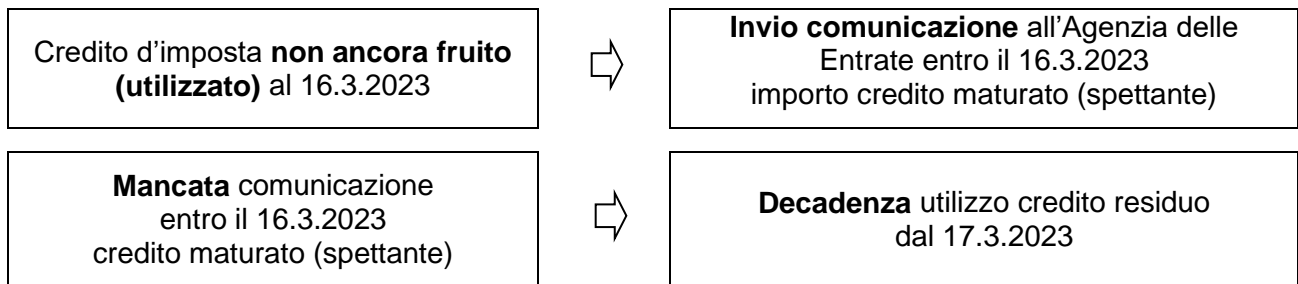 Credito d'imposta non ancora fruito
(utilizzato) al 16.3.2023
Invio comunicazione all'Agenzia delle
Entrate entro il 16.3.2023
importo credito maturato (spettante)
Mancata comunicazione
entro il 16.3.2023
credito maturato (spettante)
Decadenza utilizzo credito residuo
dal 17.3.2023